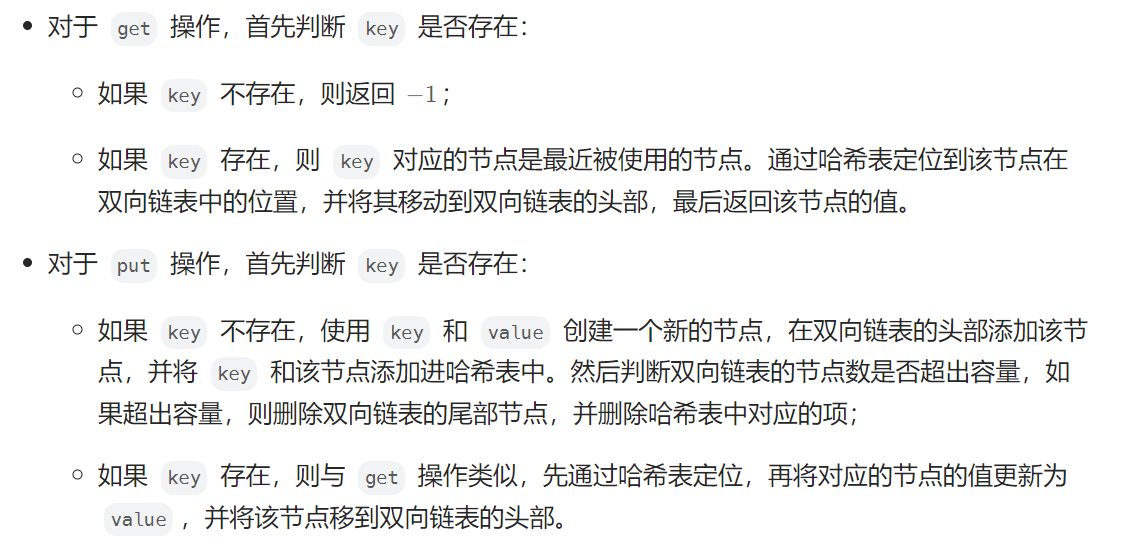 对于 get 操作，首先判断 key 是否存在：
如果 key 不存在，则返回 −1；
如果 key 存在，则 key 对应的节点是最近被使用的节点。通过哈希表定位到该节点在
双向链表中的位置，并将其移动到双向链表的头部，最后返回该节点的值。
对于 put 操作，首先判断 key 是否存在：
如果 key 不存在，使用 key 和 value 创建一个新的节点，在双向链表的头部添加该节
点，并将 key 和该节点添加进哈希表中。然后判断双向链表的节点数是否超出容量，如
果超出容量，则删除双向链表的尾部节点，并删除哈希表中对应的项；
如果 key 存在，则与 get 操作类似，先通过哈希表定位，再将对应的节点的值更新为
value ，并将该节点移到双向链表的头部。